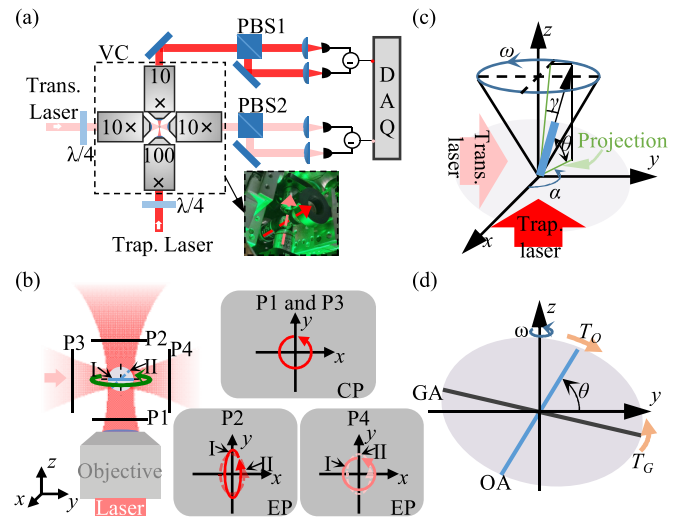 (a)
VC
PBS1
Trans.
Laser
10
×
PBS2
10×
10×
100
×
λ/4
λ/4
Trap. Laser
D
A
Q
(b)
P2
P3
P4
I
II
P1
Objective
Laser
z
x
y
P1 and P3
y
x
CP
P2
I
y
II
x
EP
P4
y
I
II
x
EP
(c)
z
ω
γ
θ
Trans.
laser
Projection
y
α
x
Trap.
laser
(d)
ω
z
T_O
GA
θ
y
OA
T_G